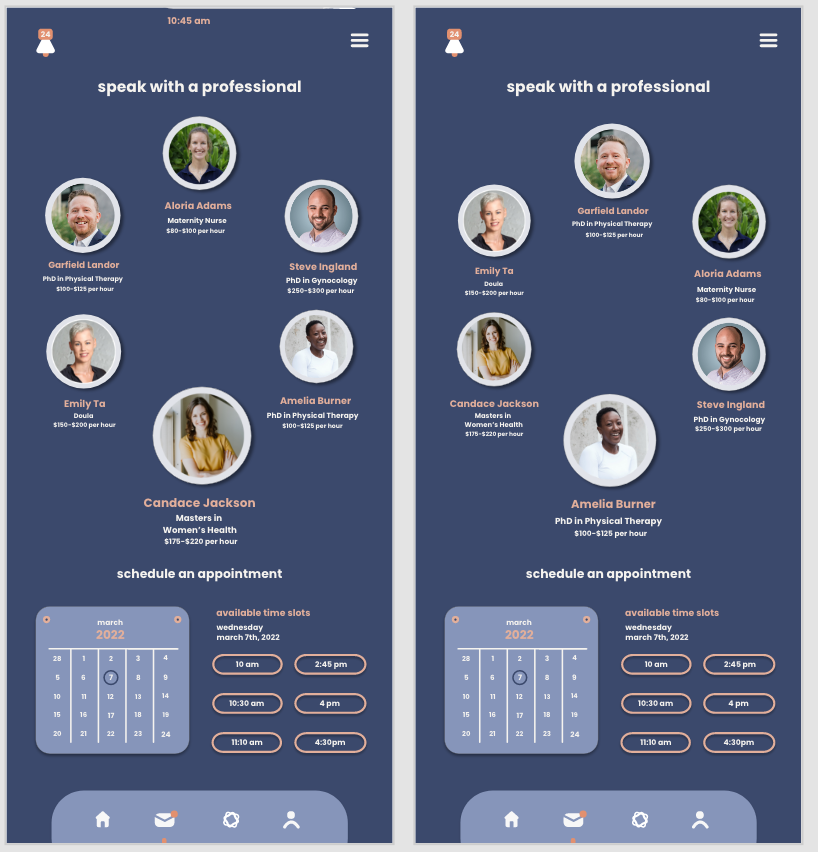 10:45 am
24
speak with a professional
Aloria Adams
Maternity Nurse
$80-$100 per hour
Garfield Landor
PhD in Physical Therapy
$100-$125 per hour
Steve Ingland
PhD in Gynocology
$250-$300 per hour
Emily Ta
Doula
$150-$200 per hour
Amelia Burner
PhD in Physical Therapy
$100-$125 per hour
Candace Jackson
Masters in
Women's Health
$175-$220 per hour
schedule an appointment
march
2022
28 1 2 3 4
5 6 7 8 9
10 11 12 13 14
15 16 17 18 19
20 21 22 23 24
available time slots
wednesday
march 7th, 2022
10 am 2:45 pm
10:30 am 4 pm
11:10 am 4:30pm
24
speak with a professional
Garfield Landor
PhD in Physical Therapy
$100-$125 per hour
Emily Ta
Doula
$150-$200 per hour
Aloria Adams
Maternity Nurse
$80-$100 per hour
Candace Jackson
Masters in
Women's Health
$175-$220 per hour
Steve Ingland
PhD in Gynocology
$250-$300 per hour
Amelia Burner
PhD in Physical Therapy
$100-$125 per hour
schedule an appointment
march
2022
28 1 2 3 4
5 6 7 8 9
10 11 12 13 14
15 16 17 18 19
20 21 22 23 24
available time slots
wednesday
march 7th, 2022
10 am 2:45 pm
10:30 am 4 pm
11:10 am 4:30pm